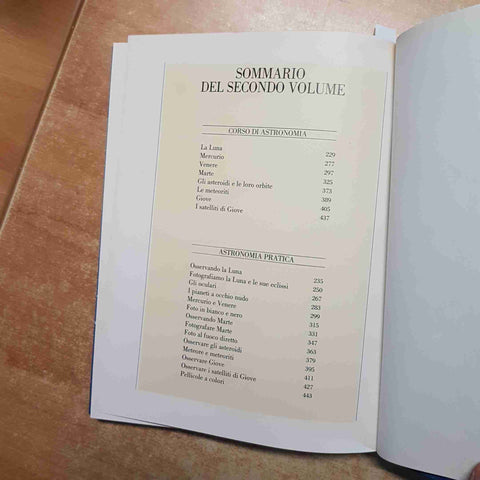 SOMMARIO
DEL SECONDO VOLUME
CORSO DI ASTRONOMIA
La Luna 229
Mercurio 277
Venere 297
Marte 325
Gli asteroidi e le loro orbite 373
Le meteoriti 389
Giove 405
I satelliti di Giove 437
ASTRONOMIA PRATICA
Osservando la Luna 235
Fotografiamo la Luna e le sue eclissi 250
Gli oculari 267
I pianeti a occhio nudo 283
Mercurio e Venere 299
Foto in bianco e nero 315
Osservando Marte 331
Fotografare Marte 347
Foto al fuoco diretto 363
Osservare gli asteroidi 379
Meteore e meteoriti 395
Osservare Giove 411
Osservare i satelliti di Giove 427
Pellicole a colori 443